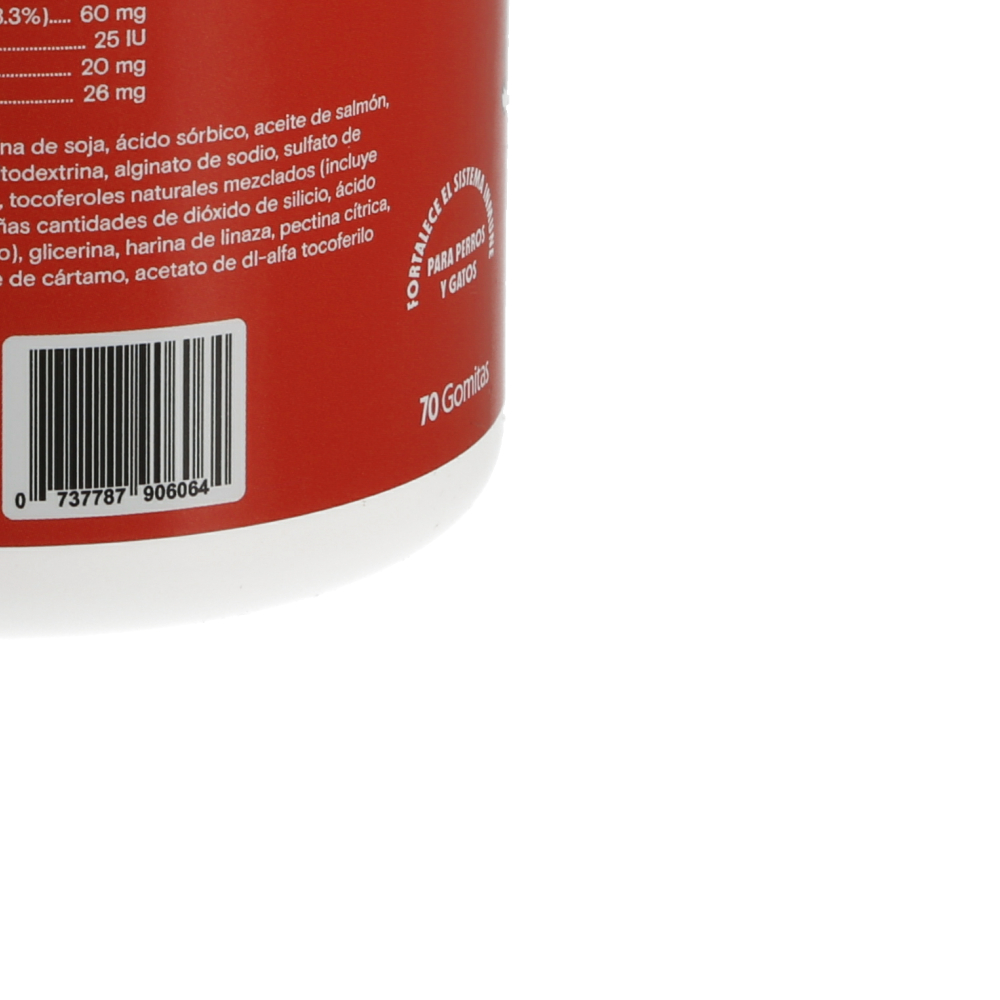 3.3%)..... 60 mg
25 IU
20 mg
26 mg
na de soja, ácido sórbico, aceite de salmón,
todextrina, alginato de sodio, sulfato de
, tocoferoles naturales mezclados (incluye
ñas cantidades de dióxido de silicio, ácido
o), glicerina, harina de linaza, pectina cítrica,
e de cártamo, acetato de dl-alfa tocoferilo
FORTALECE EL SISTEMA INMUNE
PARA PERROS
Y GATOS
70 Gomitas
0 737787 906064